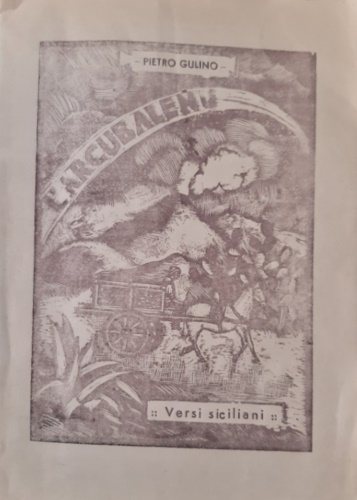 - PIETRO GULINO -
L'ARCUBALENU
:: Versi siciliani ::